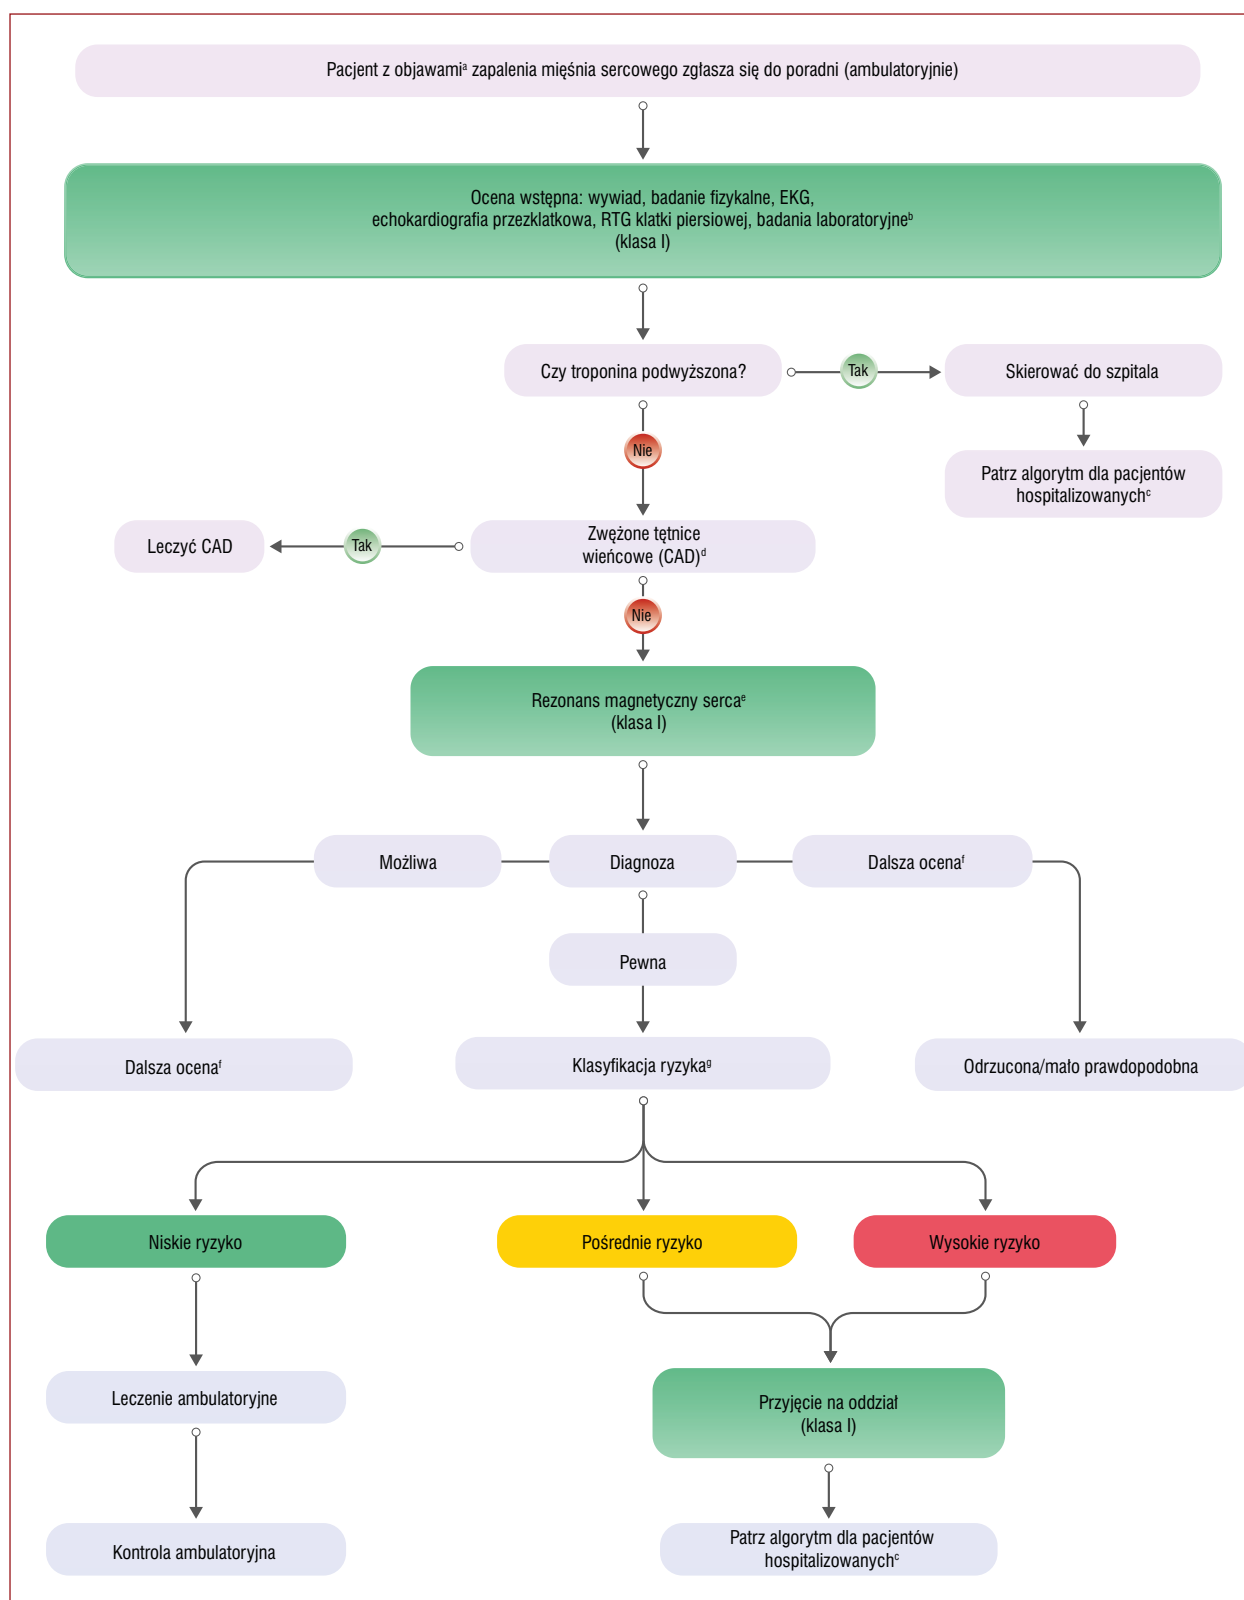 Pacjent z objawamiᵃ zapalenia mięśnia sercowego zgłasza się do poradni (ambulatoryjnie)
Ocena wstępna: wywiad, badanie fizykalne, EKG,
echokardiografia przezklatkowa, RTG klatki piersiowej, badania laboratoryjneᵇ
(klasa I)
Czy troponina podwyższona?
Tak
Skierować do szpitala
Nie
Patrz algorytm dla pacjentów
hospitalizowanychᶜ
Leczyć CAD
Tak
Zwężone tętnice
wieńcowe (CAD)ᵈ
Nie
Rezonans magnetyczny sercaᵉ
(klasa I)
Możliwa
Diagnoza
Dalsza ocenaᶠ
Pewna
Dalsza ocenaᶠ
Klasyfikacja ryzykaᵍ
Odrzucona/mało prawdopodobna
Niskie ryzyko
Pośrednie ryzyko
Wysokie ryzyko
Leczenie ambulatoryjne
Przyjęcie na oddział
(klasa I)
Kontrola ambulatoryjna
Patrz algorytm dla pacjentów
hospitalizowanychᶜ